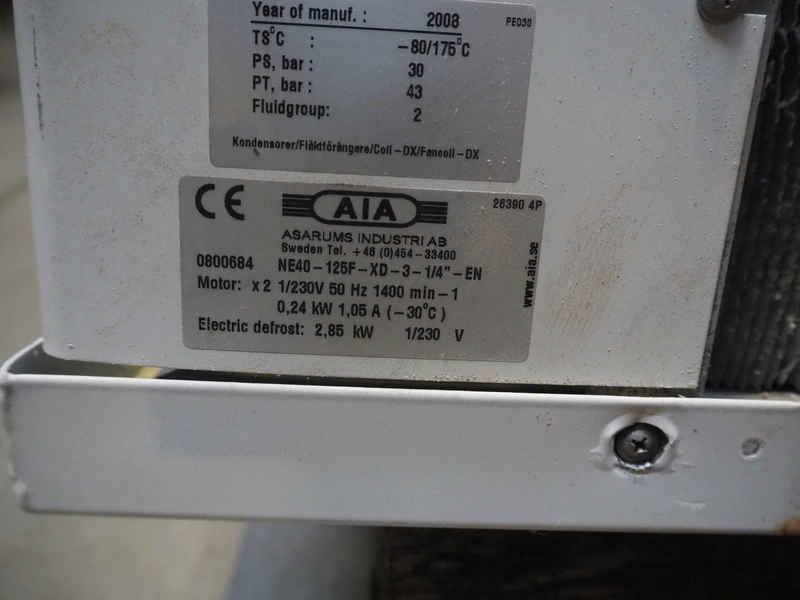 Year of manuf. : 2008 PED30
TS°C : -80/175°C
PS, bar : 30
PT, bar : 43
Fluidgroup: 2
Kondensorer/Fläktförångare/Coil-DX/Fancoil-DX
CE AIA 26390 4P
ASARUMS INDUSTRI AB
Sweden Tel. +46 (0)454-33400
0800684 NE40-125F-XD-3-1/4"-EN
Motor: x2 1/230V 50 Hz 1400 min-1
0,24 kW 1,05 A (-30°C)
Electric defrost: 2,85 kW 1/230 V
www.aia.se